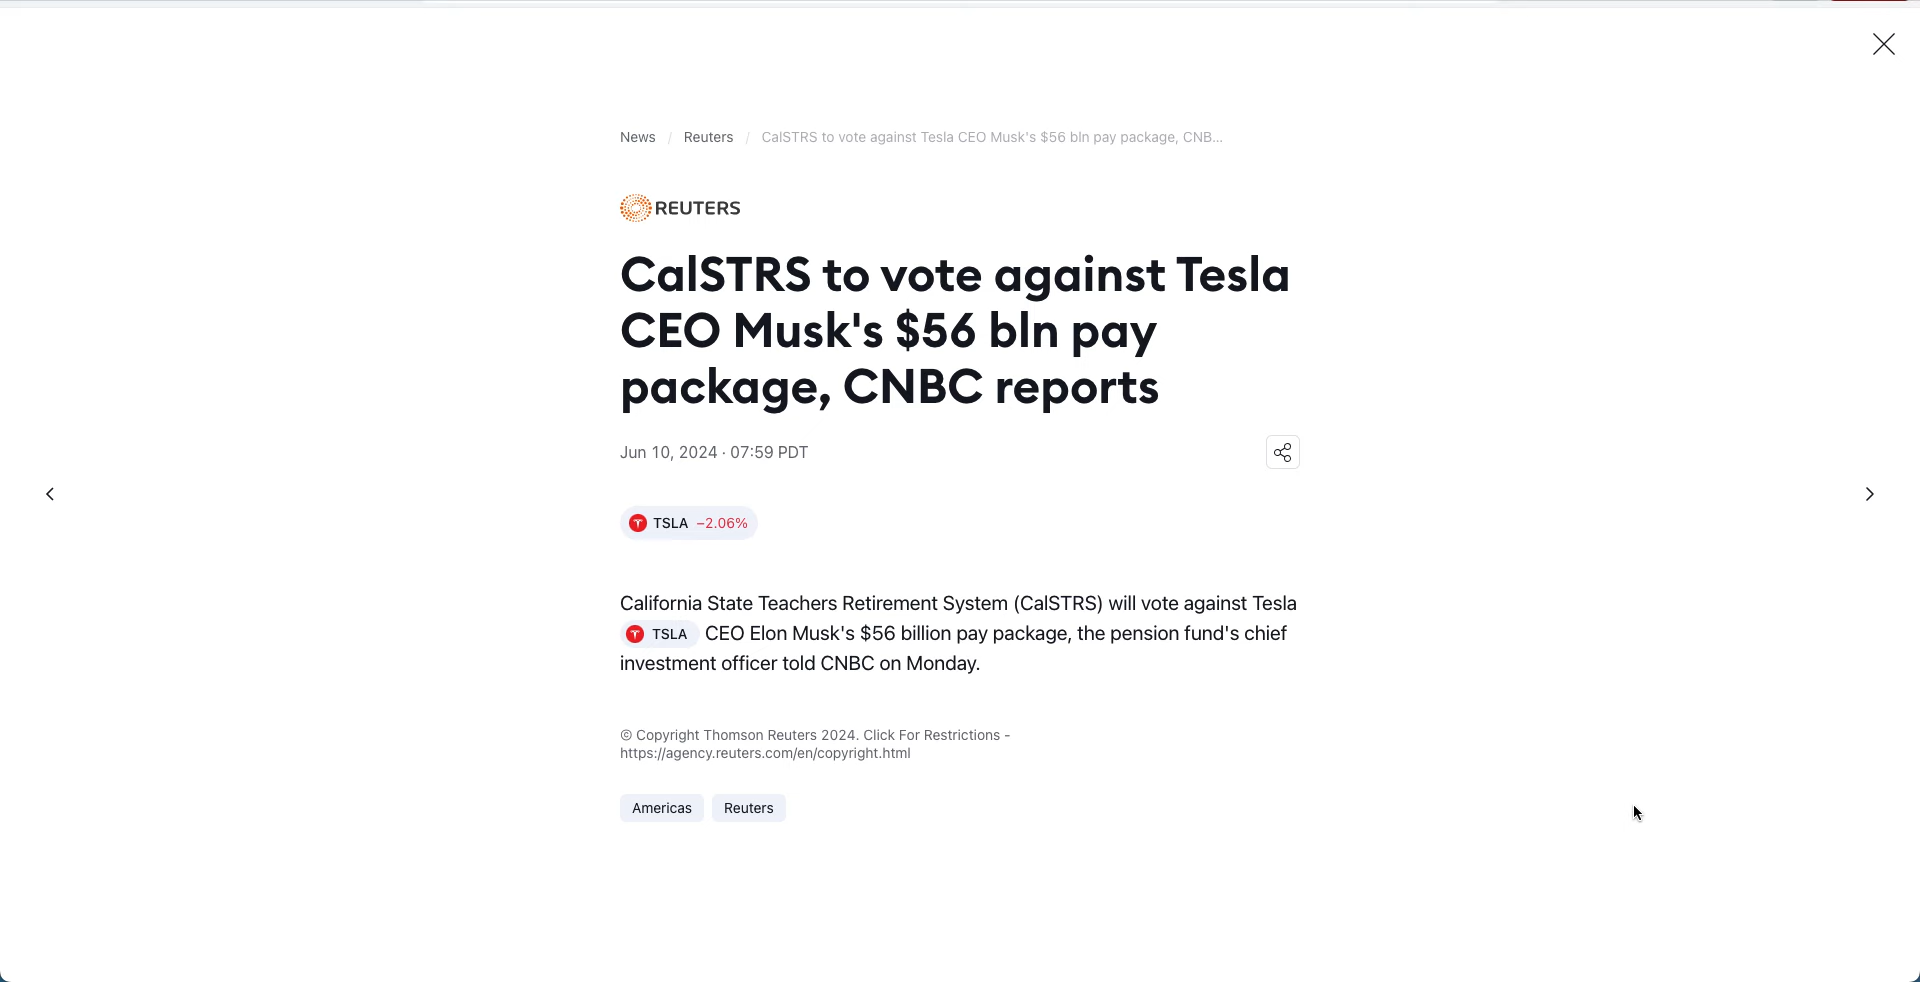 News / Reuters / CalSTRS to vote against Tesla CEO Musk's $56 bln pay package, CNB...
REUTERS
CalSTRS to vote against Tesla
CEO Musk's $56 bln pay
package, CNBC reports
Jun 10, 2024 · 07:59 PDT
TSLA −2.06%
California State Teachers Retirement System (CalSTRS) will vote against Tesla
TSLA CEO Elon Musk's $56 billion pay package, the pension fund's chief
investment officer told CNBC on Monday.
© Copyright Thomson Reuters 2024. Click For Restrictions -
https://agency.reuters.com/en/copyright.html
Americas Reuters